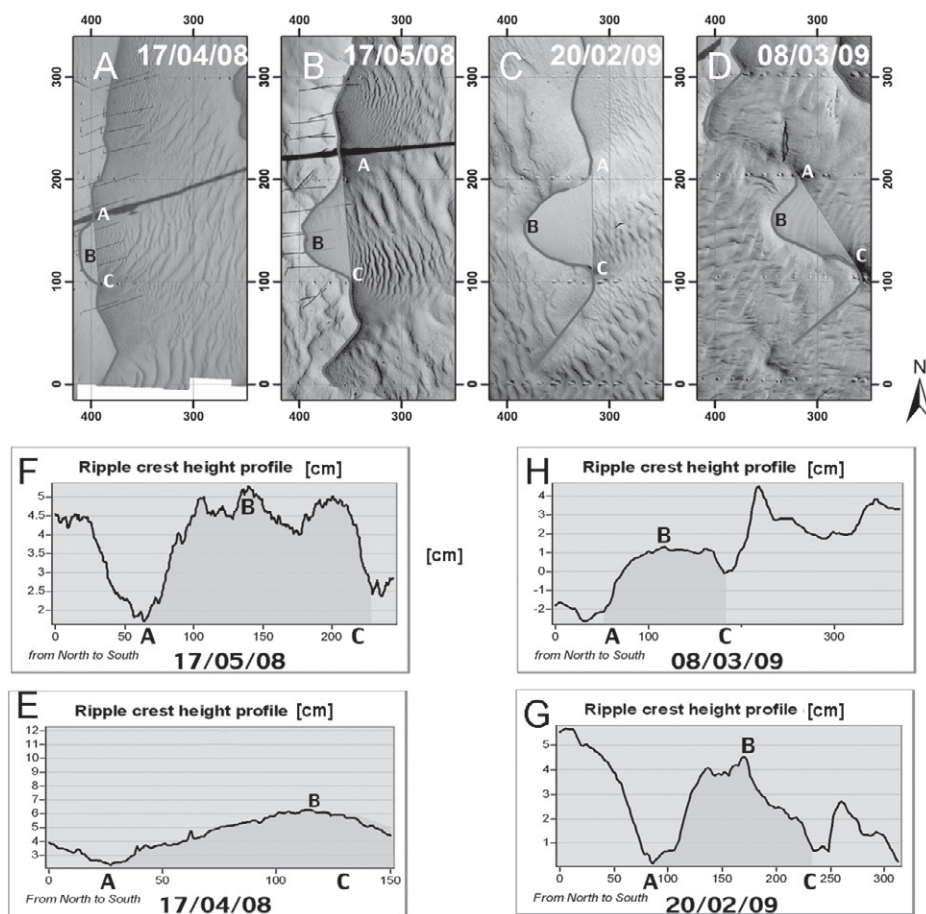 400 300 400 300 400 300 400 300
A 17/04/08 B 17/05/08 C 20/02/09 D 08/03/09
300 300
200 200
100 100
0 0
A
B
C
A
B
C
A
B
C
A
B
C
400 300 400 300 400 300 400 300
N
F
Ripple crest height profile [cm]
5
4.5
4
3.5
3
2.5
2
B
0 50 100 150 200
A C
from North to South
17/05/08
[cm]
H
Ripple crest height profile [cm]
4
3
2
1
0
-2
B
0 100 300
A C
from North to South
08/03/09
E
Ripple crest height profile [cm]
12
11
10
9
8
7
6
5
4
3
B
0 50 100 150
A C
From North to South
17/04/08
G
Ripple crest height profile [cm]
5
4
3
2
1
B
0 50 100 150 200 250 300
A C
From North to South
20/02/09